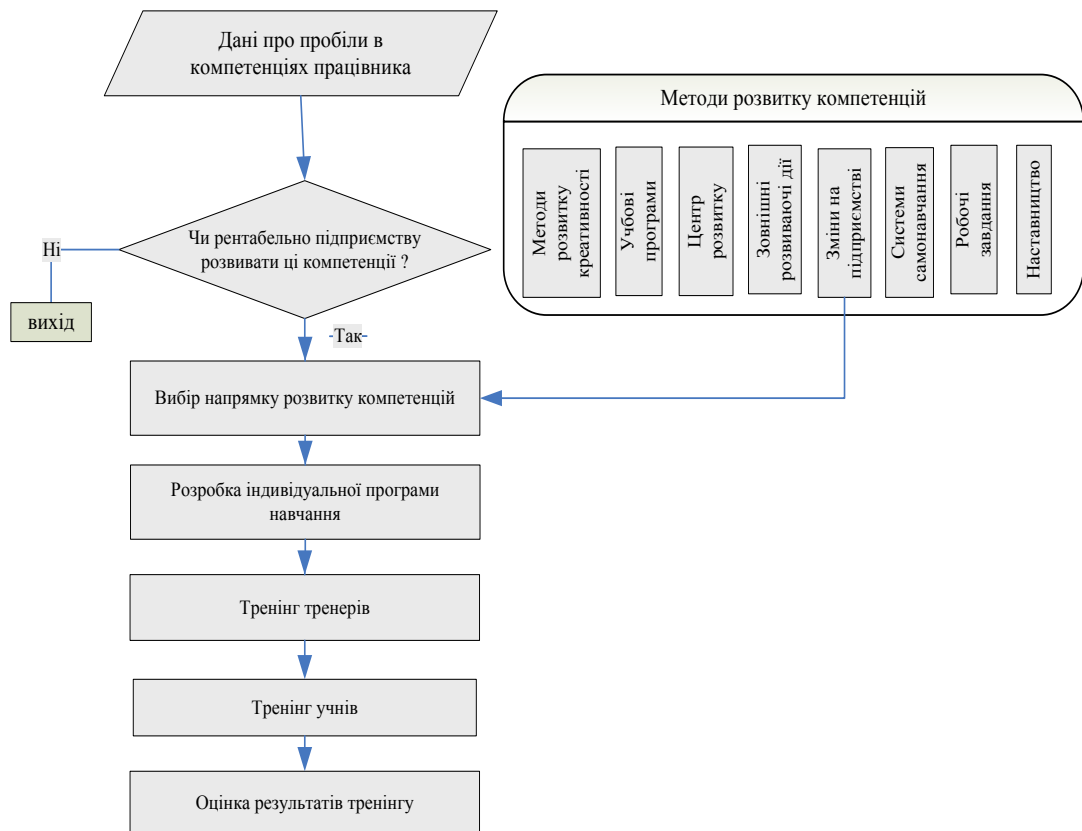 Дані про пробіли в
компетенціях працівника
Методи розвитку компетенцій
Методи
розвитку
креативності
Учбові
програми
Центр
розвитку
Зовнішні
розвиваючі дії
Зміни на
підприємстві
Системи
самонавчання
Робочі
завдання
Наставництво
Чи рентабельно підприємству
розвивати ці компетенції ?
Ні
вихід
Так
Вибір напрямку розвитку компетенцій
Розробка індивідуальної програми
навчання
Тренінг тренерів
Тренінг учнів
Оцінка результатів тренінгу